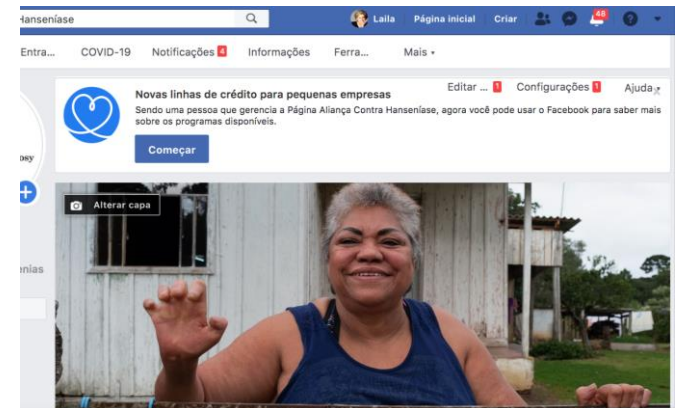 Hanseníase
Laila Página inicial Criar 48
Entra... COVID-19 Notificações 4 Informações Ferra... Mais
Editar ... 1 Configurações 1 Ajuda
Novas linhas de crédito para pequenas empresas
Sendo uma pessoa que gerencia a Página Aliança Contra Hanseníase, agora você pode usar o Facebook para saber mais
sobre os programas disponíveis.
Começar
osy
Alterar capa
enias